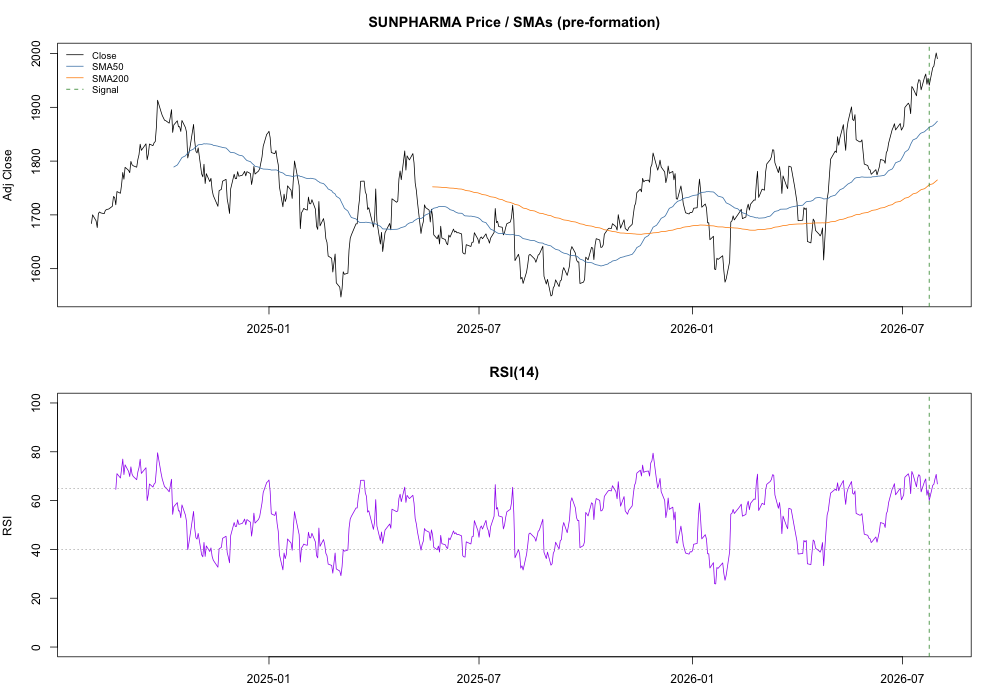 SUNPHARMA Price / SMAs (pre-formation)
Close
SMA50
SMA200
Signal
Adj Close
2000
1900
1800
1700
1600
2025-01 2025-07 2026-01 2026-07
RSI(14)
RSI
100
80
60
40
20
0
2025-01 2025-07 2026-01 2026-07